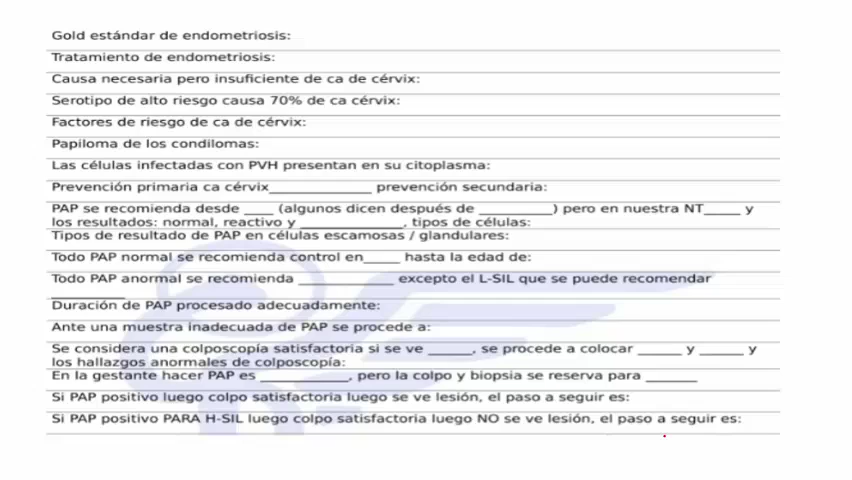 Gold estándar de endometriosis:
Tratamiento de endometriosis:
Causa necesaria pero insuficiente de ca de cérvix:
Serotipo de alto riesgo causa 70% de ca cérvix:
Factores de riesgo de ca de cérvix:
Papiloma de los condilomas:
Las células infectadas con PVH presentan en su citoplasma:
Prevención primaria ca cérvix______________ prevención secundaria:
PAP se recomienda desde ____ (algunos dicen después de __________) pero en nuestra NT_____ y
los resultados: normal, reactivo y ______________, tipos de células:
Tipos de resultado de PAP en células escamosas / glandulares:
Todo PAP normal se recomienda control en_____ hasta la edad de:
Todo PAP anormal se recomienda _____________ excepto el L-SIL que se puede recomendar
__________
Duración de PAP procesado adecuadamente:
Ante una muestra inadecuada de PAP se procede a:
Se considera una colposcopía satisfactoria si se ve ______, se procede a colocar ______ y ______ y
los hallazgos anormales de colposcopía:
En la gestante hacer PAP es ____________, pero la colpo y biopsia se reserva para _______
Si PAP positivo luego colpo satisfactoria luego se ve lesión, el paso a seguir es:
Si PAP positivo PARA H-SIL luego colpo satisfactoria luego NO se ve lesión, el paso a seguir es: